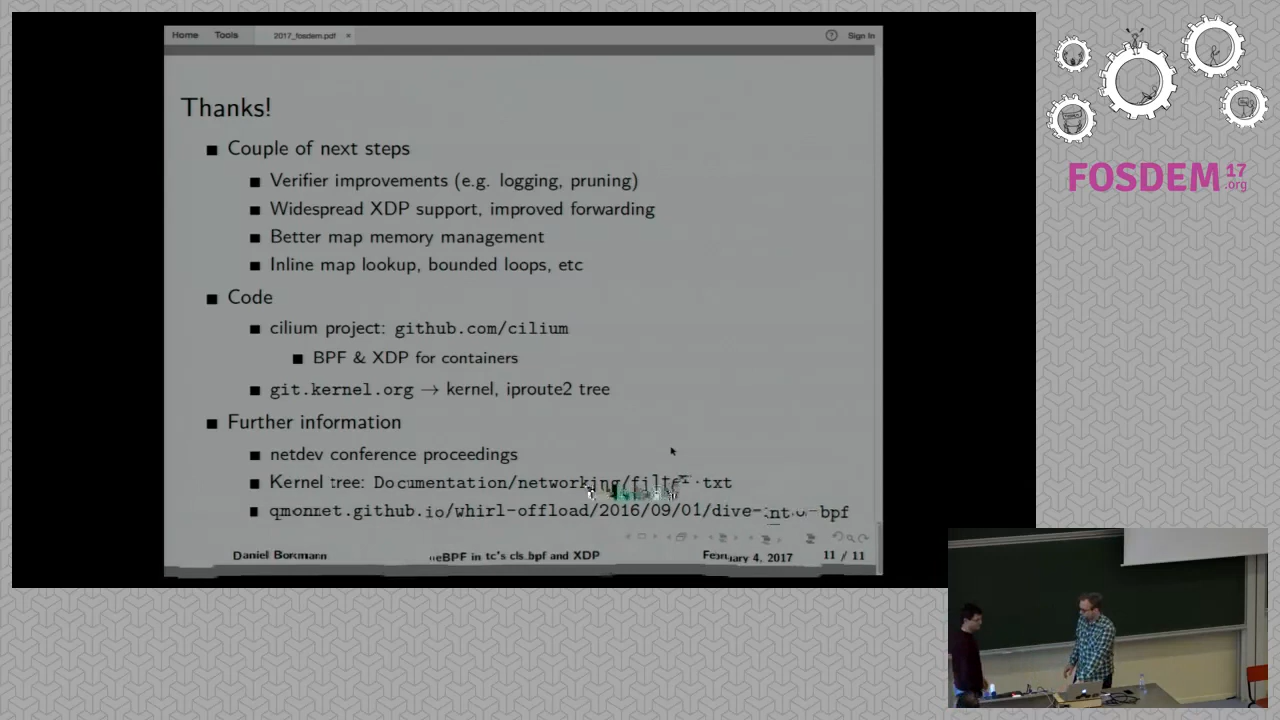 Home Tools 2017_fosdem.pdf × ? Sign In
Thanks!
Couple of next steps
Verifier improvements (e.g. logging, pruning)
Widespread XDP support, improved forwarding
Better map memory management
Inline map lookup, bounded loops, etc
Code
cilium project: github.com/cilium
BPF & XDP for containers
git.kernel.org → kernel, iproute2 tree
Further information
netdev conference proceedings
Kernel tree: Documentation/networking/filter.txt
qmonnet.github.io/whirl-offload/2016/09/01/dive-into-bpf
Daniel Borkmann eBPF in tc's cls_bpf and XDP February 4, 2017 11 / 11
FOSDEM 17 .org